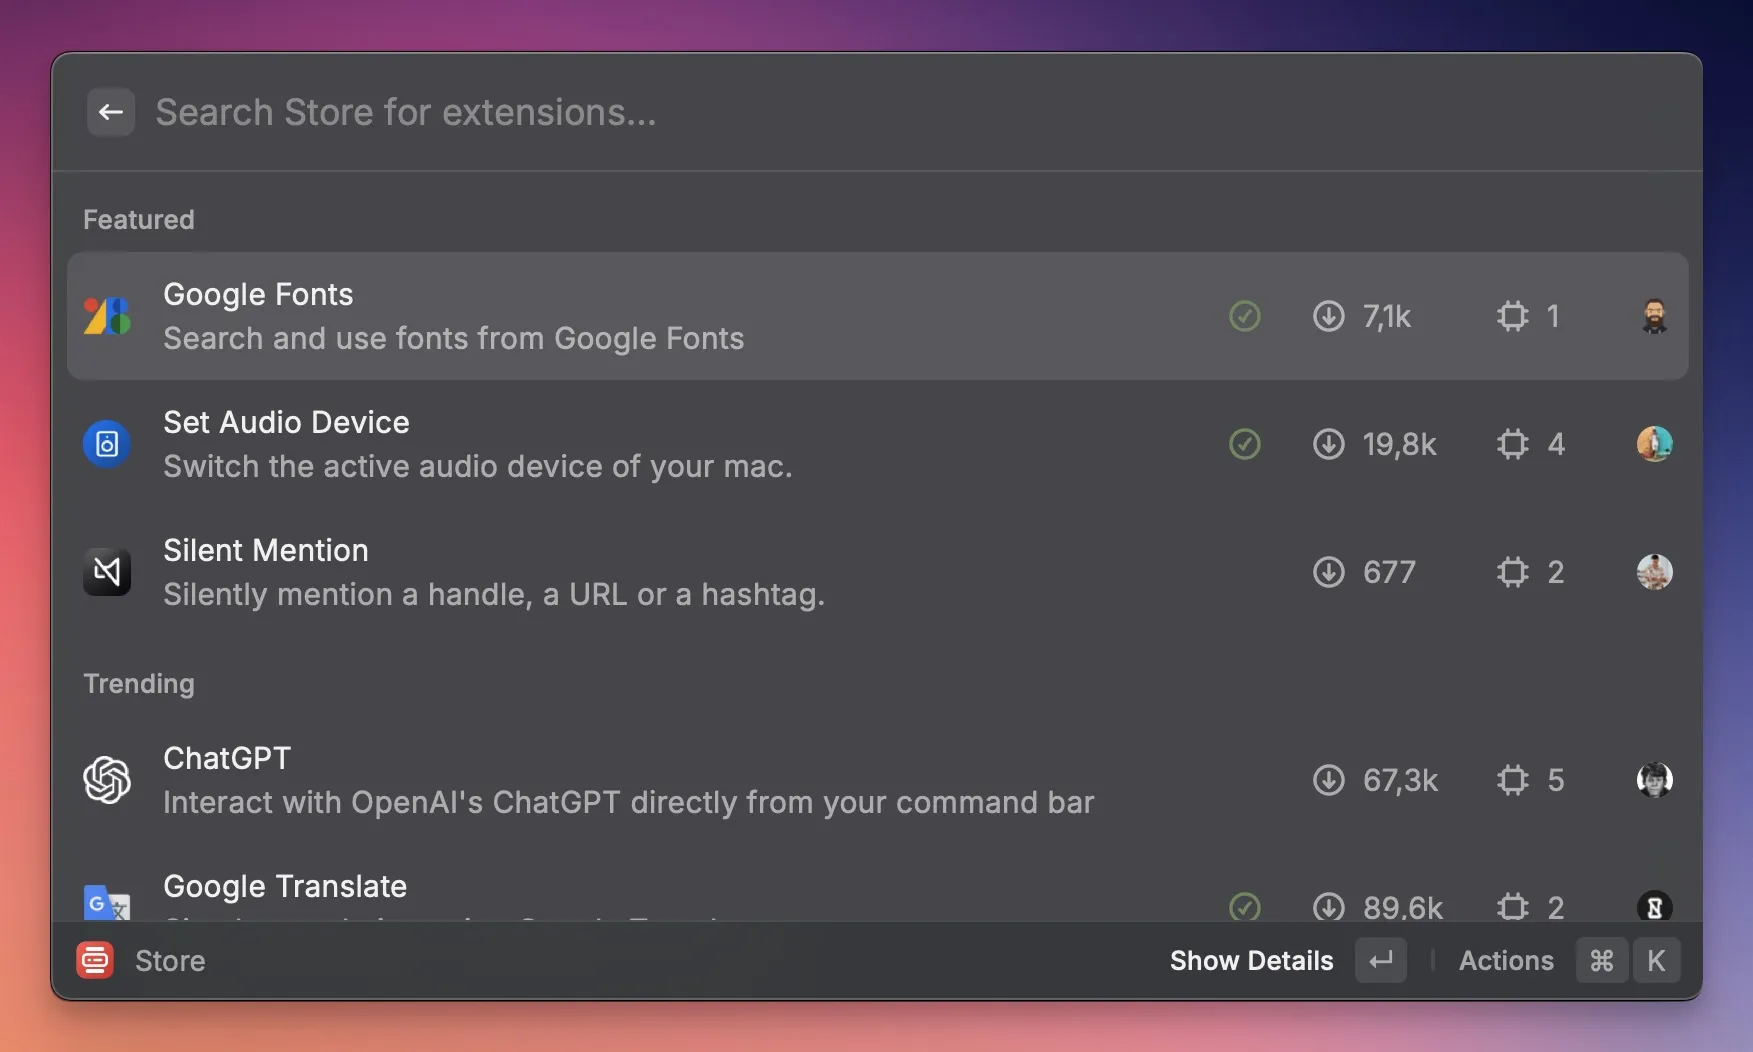 Search Store for extensions...
Featured
Google Fonts
Search and use fonts from Google Fonts
7,1k
1
Set Audio Device
Switch the active audio device of your mac.
19,8k
4
Silent Mention
Silently mention a handle, a URL or a hashtag.
677
2
Trending
ChatGPT
Interact with OpenAI's ChatGPT directly from your command bar
67,3k
5
Google Translate
89,6k
2
Store
Show Details
Actions ⌘ K